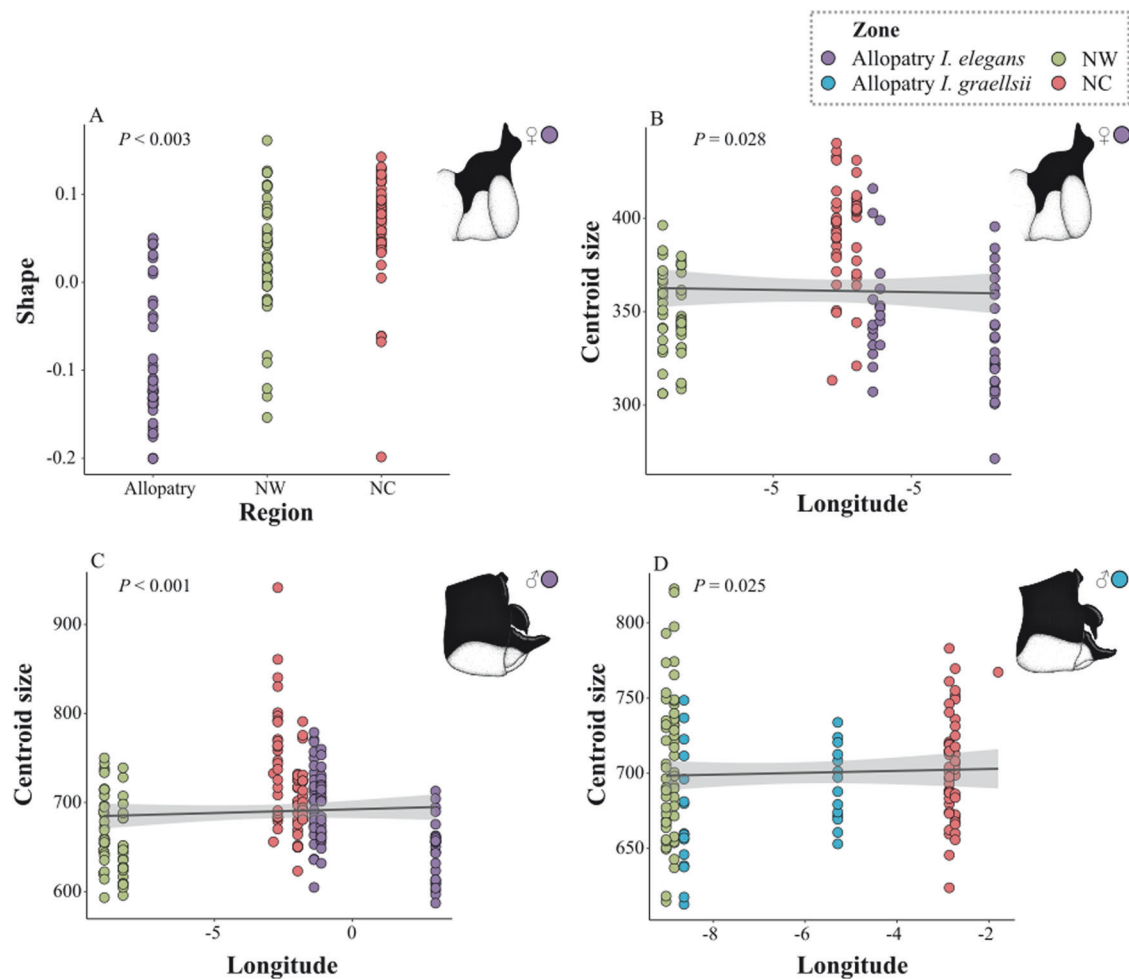 Zone
Allopatry I. elegans
NW
Allopatry I. graellsii
NC
A
P < 0.003
♀
0.1
0.0
-0.1
-0.2
Shape
Allopatry
NW
NC
Region
B
P = 0.028
♀
400
350
300
Centroid size
-5
-5
Longitude
C
P < 0.001
♂
900
800
700
600
Centroid size
-5
0
Longitude
D
P = 0.025
♂
800
750
700
650
Centroid size
-8
-6
-4
-2
Longitude